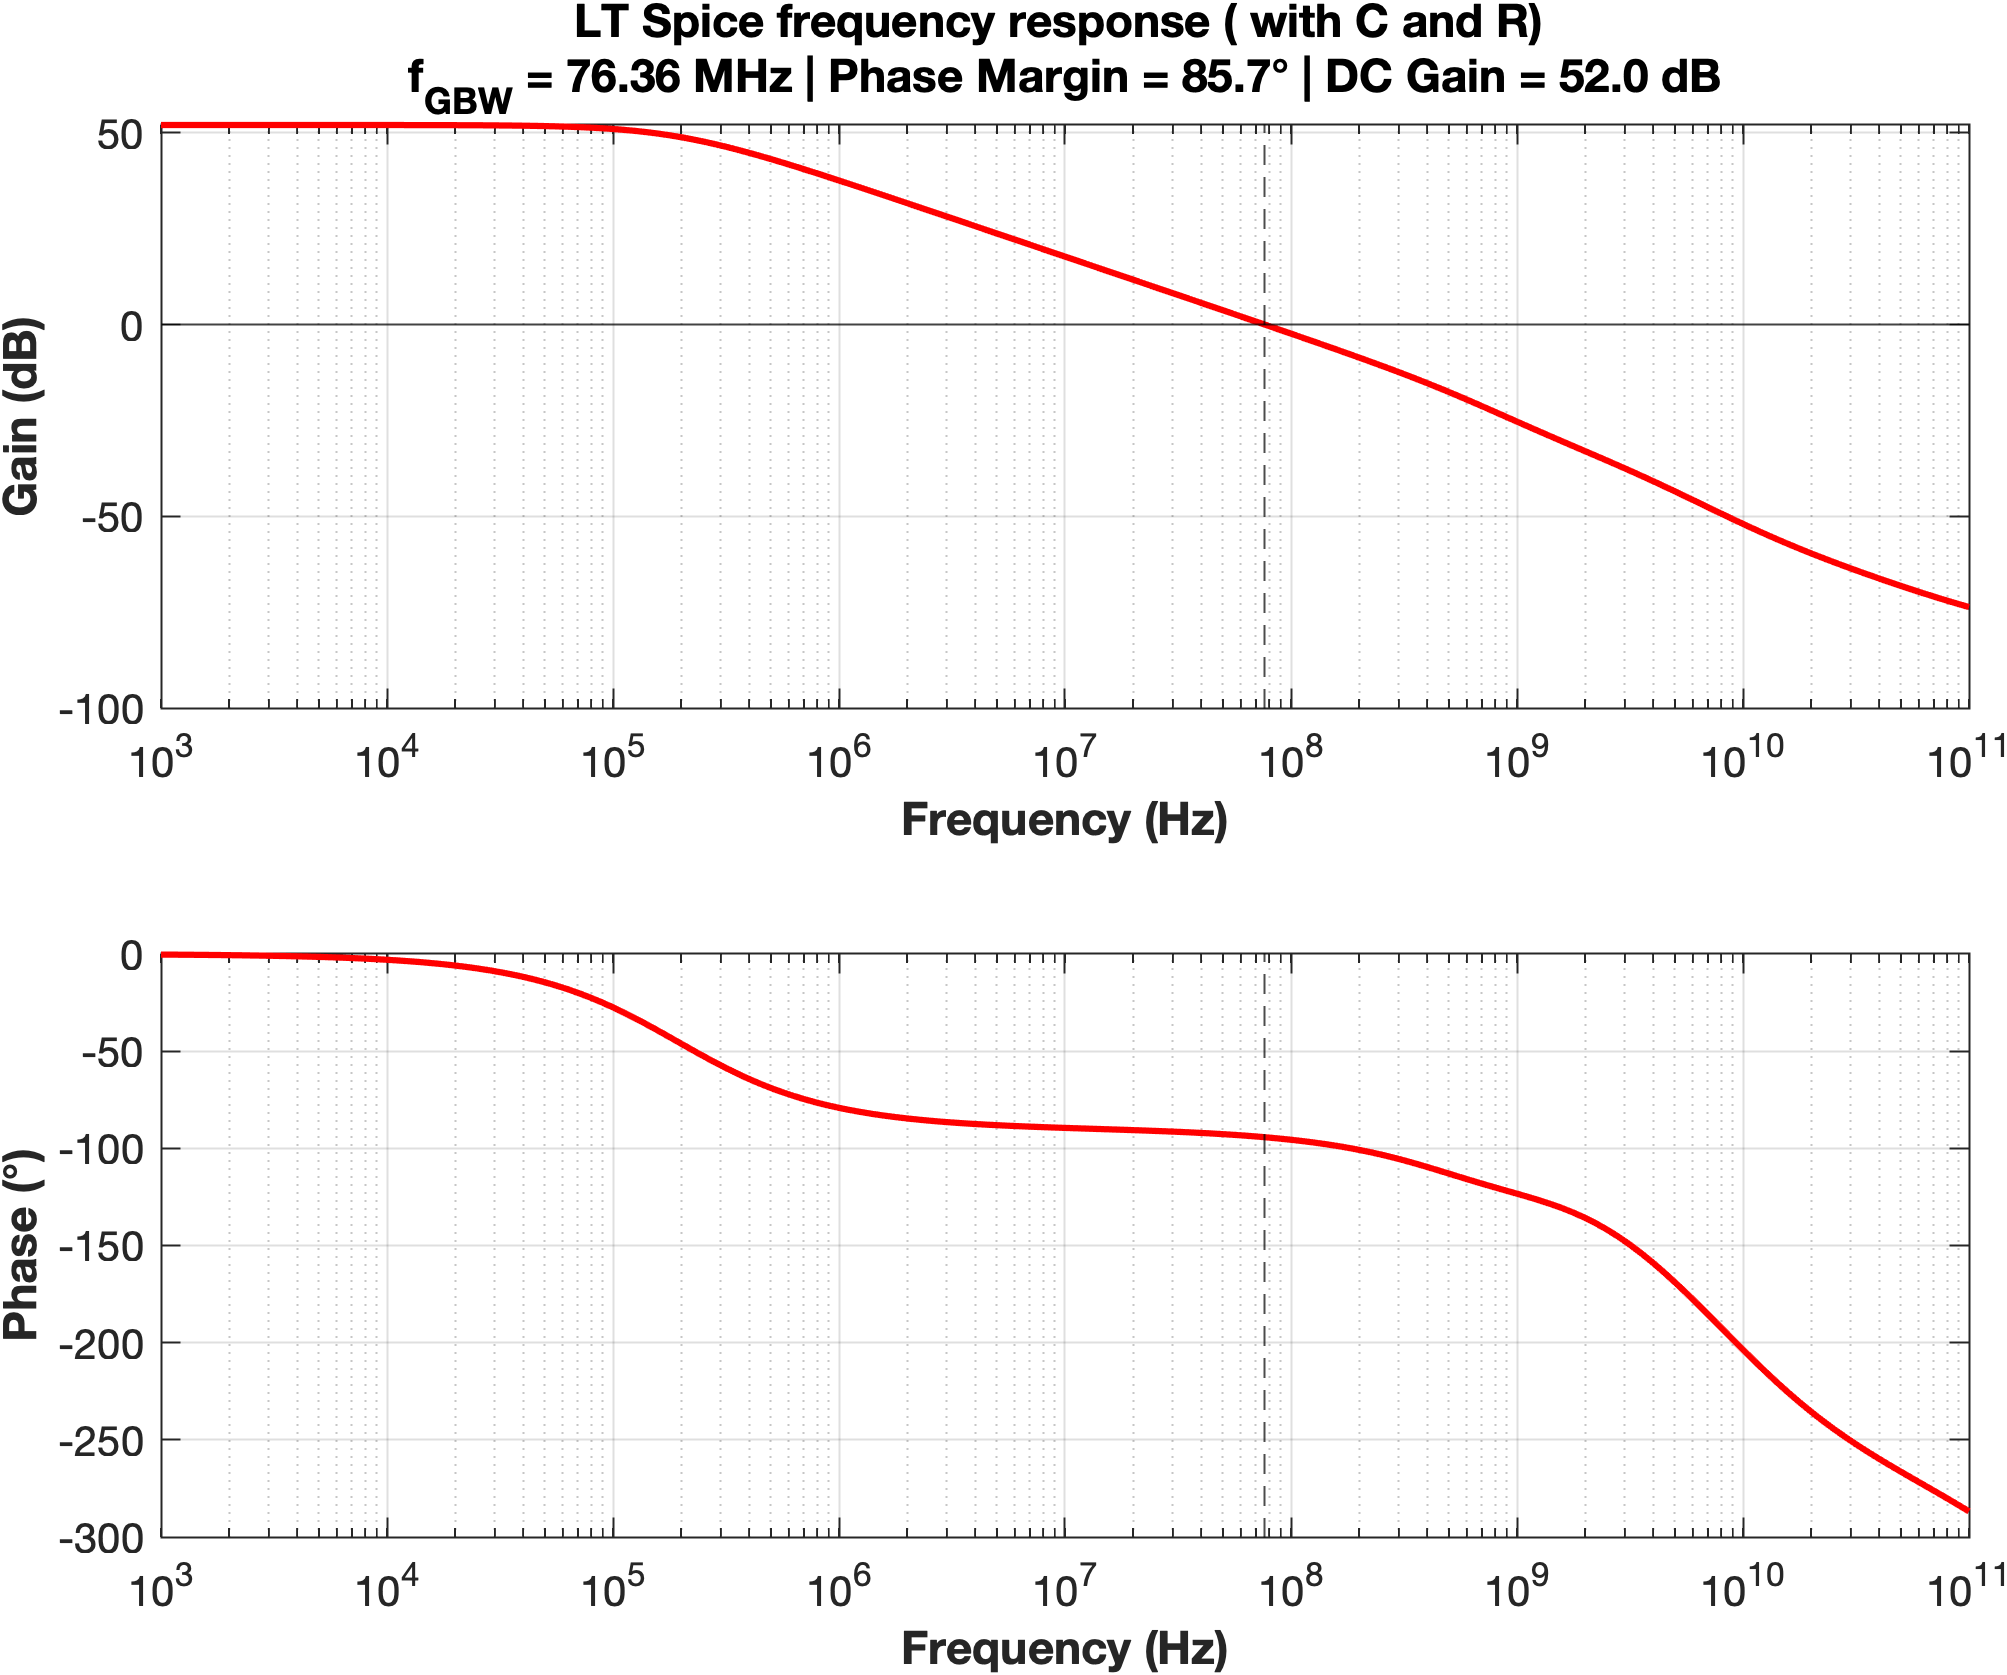 LT Spice frequency response ( with C and R)
f_GBW = 76.36 MHz | Phase Margin = 85.7° | DC Gain = 52.0 dB
50
0
-50
-100
Gain (dB)
10^3 10^4 10^5 10^6 10^7 10^8 10^9 10^10 10^11
Frequency (Hz)
0
-50
-100
-150
-200
-250
-300
Phase (°)
10^3 10^4 10^5 10^6 10^7 10^8 10^9 10^10 10^11
Frequency (Hz)